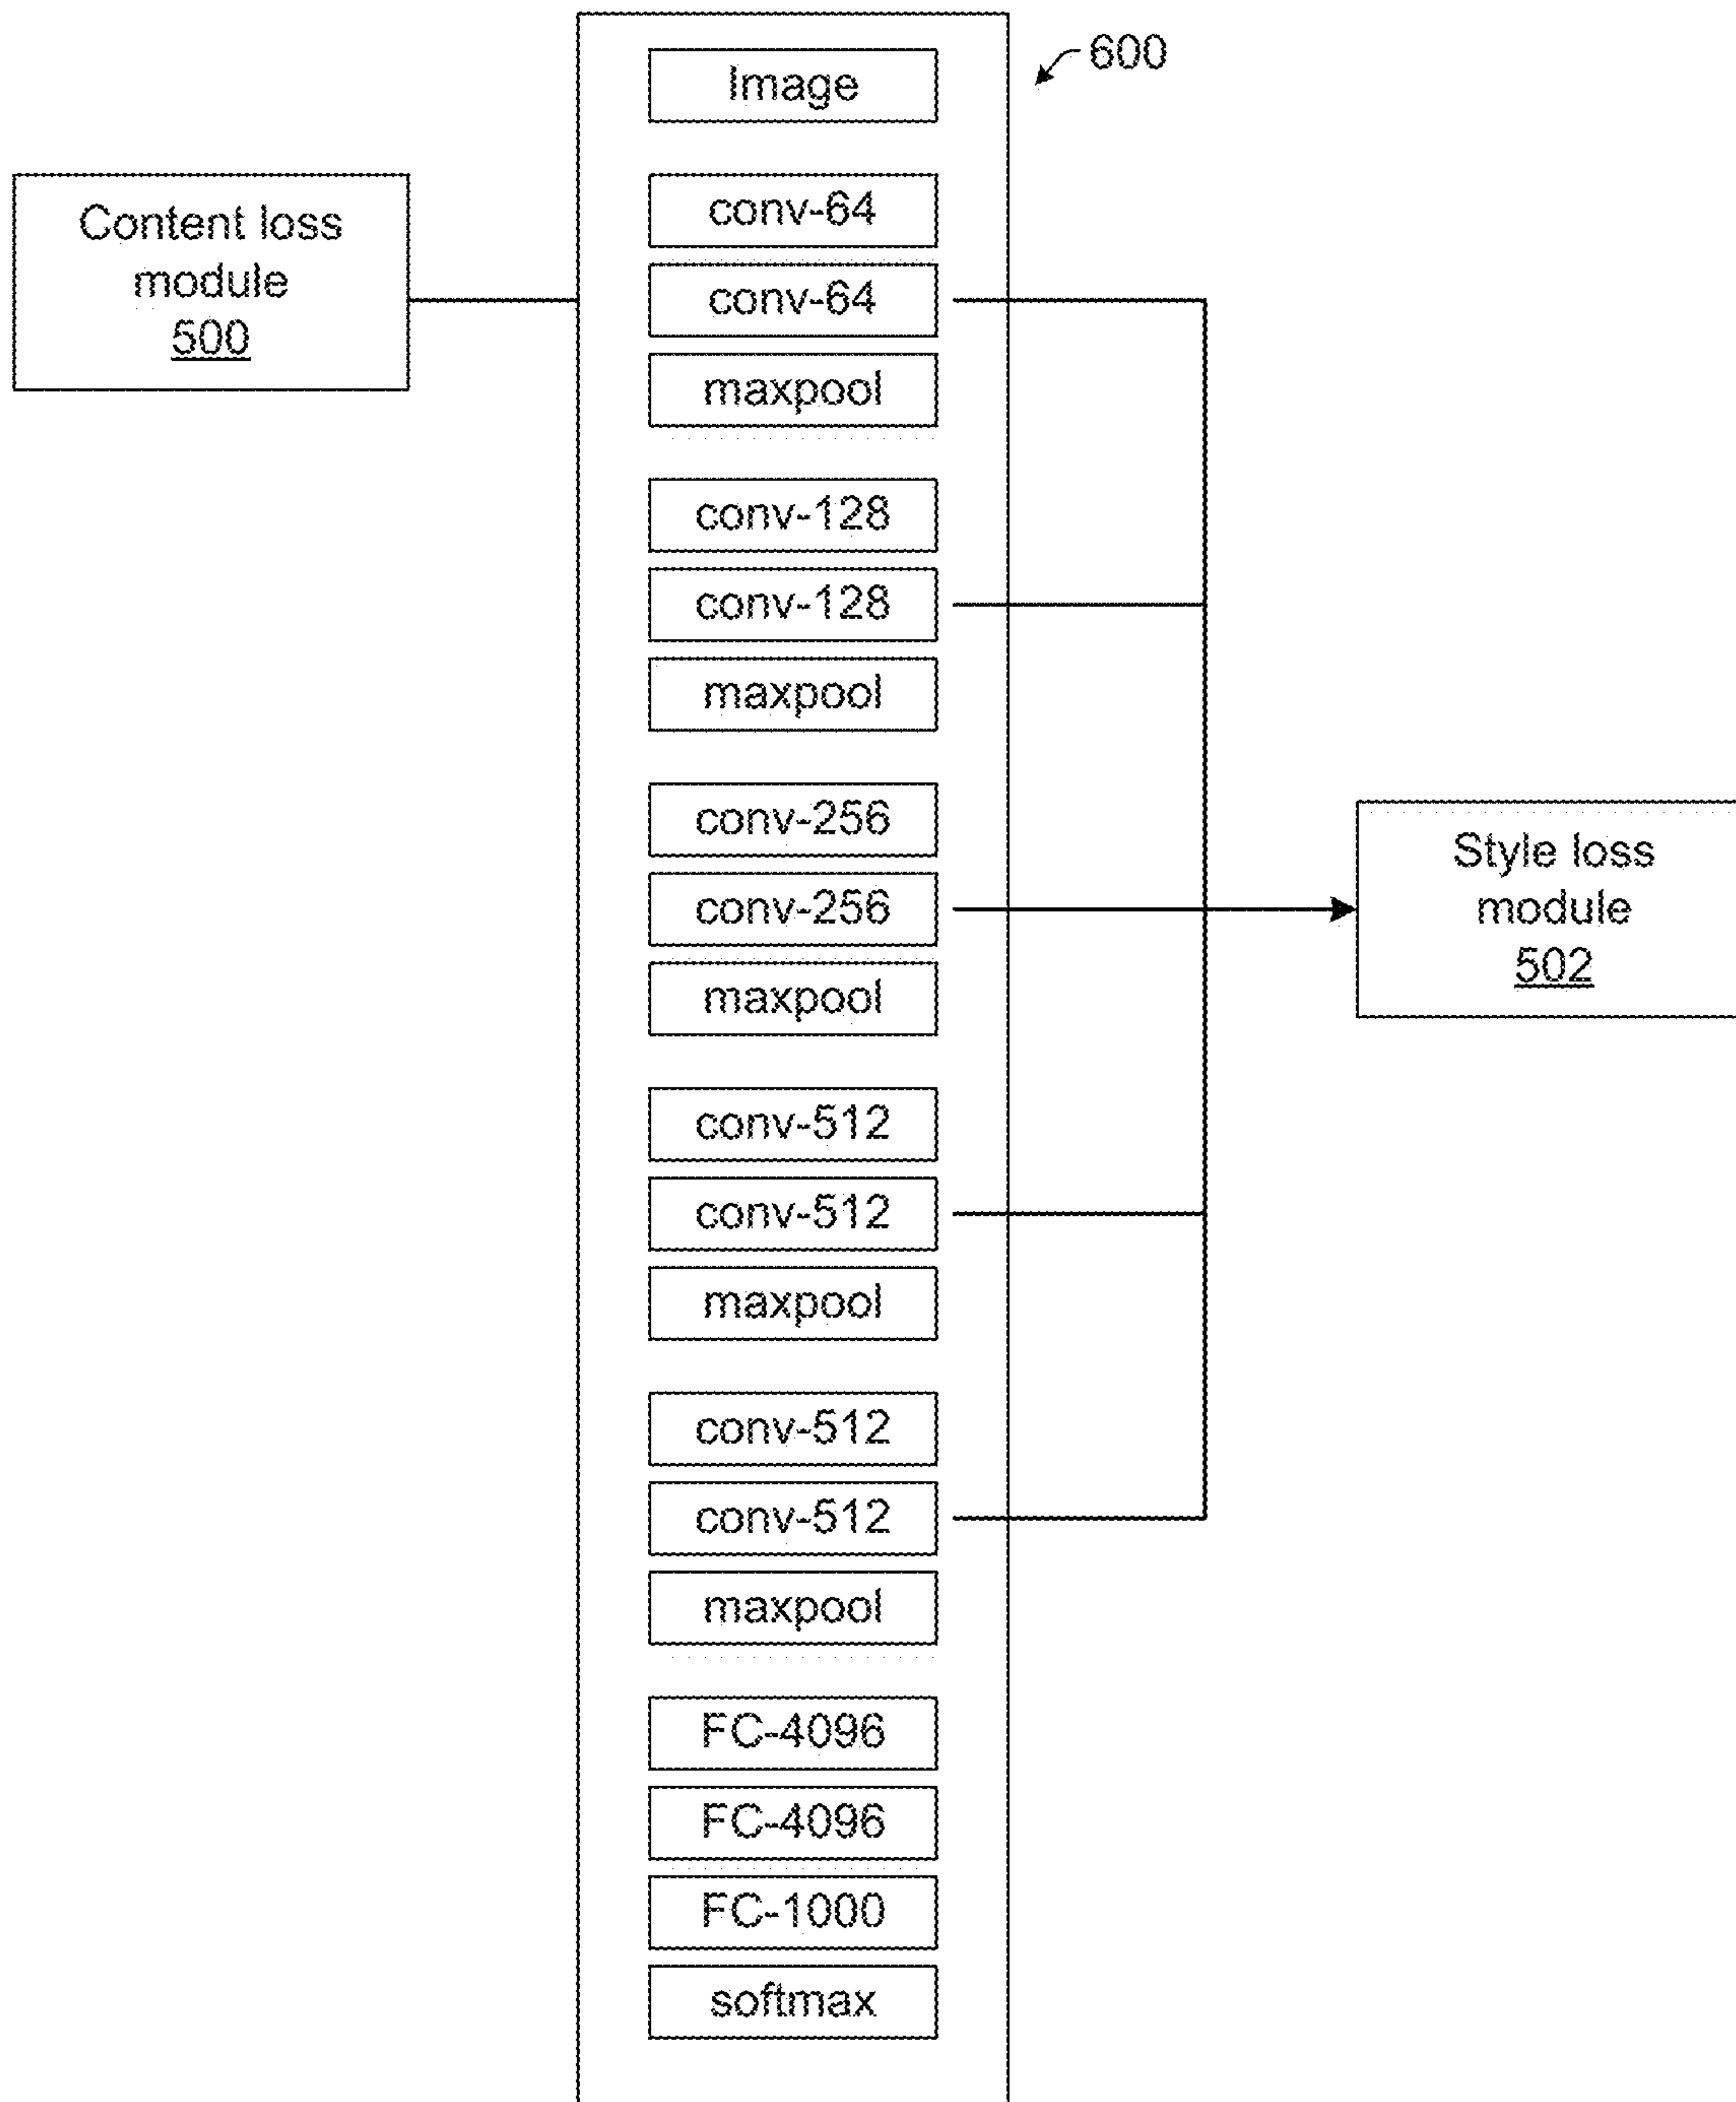 600
Image
Content loss
module
500
conv-64
conv-64
maxpool
conv-128
conv-128
maxpool
conv-256
conv-256
maxpool
Style loss
module
502
conv-512
conv-512
maxpool
conv-512
conv-512
maxpool
FC-4096
FC-4096
FC-1000
softmax